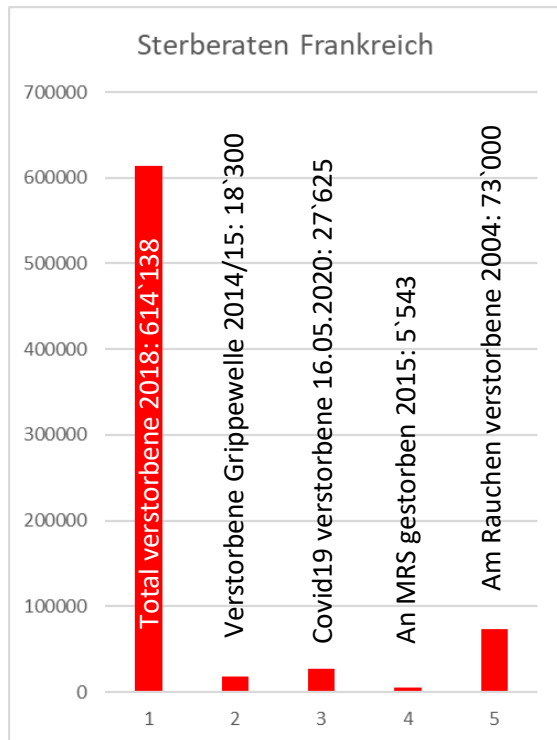 Sterberaten Frankreich
700000
600000
500000
400000
300000
200000
100000
0
Total verstorbene 2018: 614`138
Verstorbene Grippewelle 2014/15: 18`300
Covid19 verstorbene 16.05.2020: 27`625
An MRS gestorben 2015: 5`543
Am Rauchen verstorbene 2004: 73`000
1 2 3 4 5